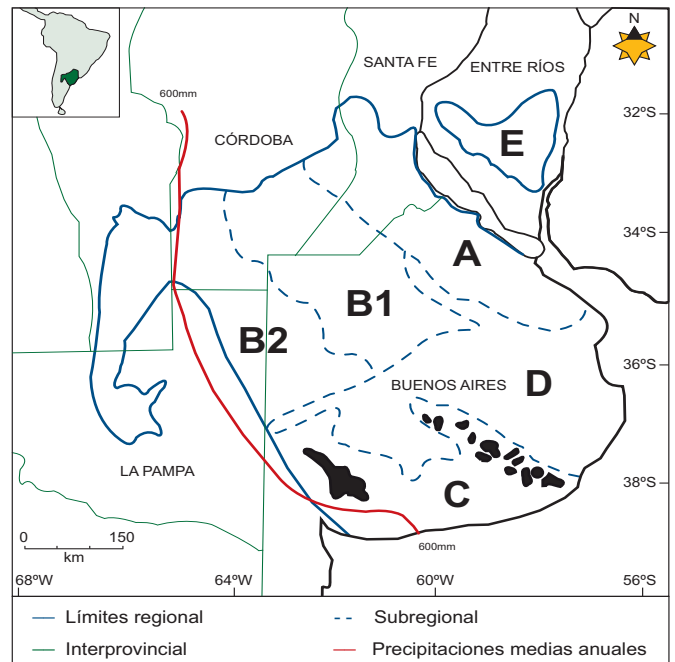 N
SANTA FE
ENTRE RÍOS
600mm
32ºS
CÓRDOBA
E
34ºS
A
B1
B2
36ºS
BUENOS AIRES
D
LA PAMPA
38ºS
C
0 150
km
600mm
68ºW 64ºW 60ºW 56ºS
Límites regional
Subregional
Interprovincial
Precipitaciones medias anuales